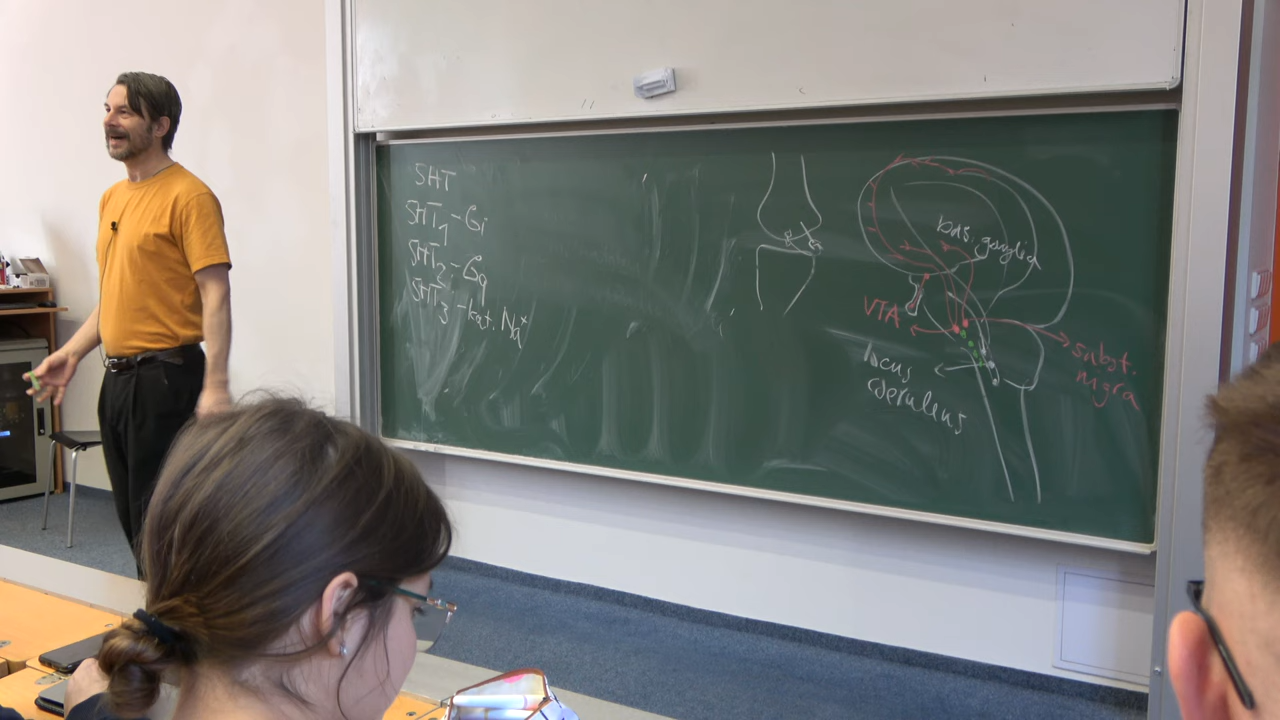 5HT
5HT₁ - Gi
5HT₂ - Gq
5HT₃ - kat. Na⁺
bas. ganglia
VTA
subst.
nigra
locus
coeruleus